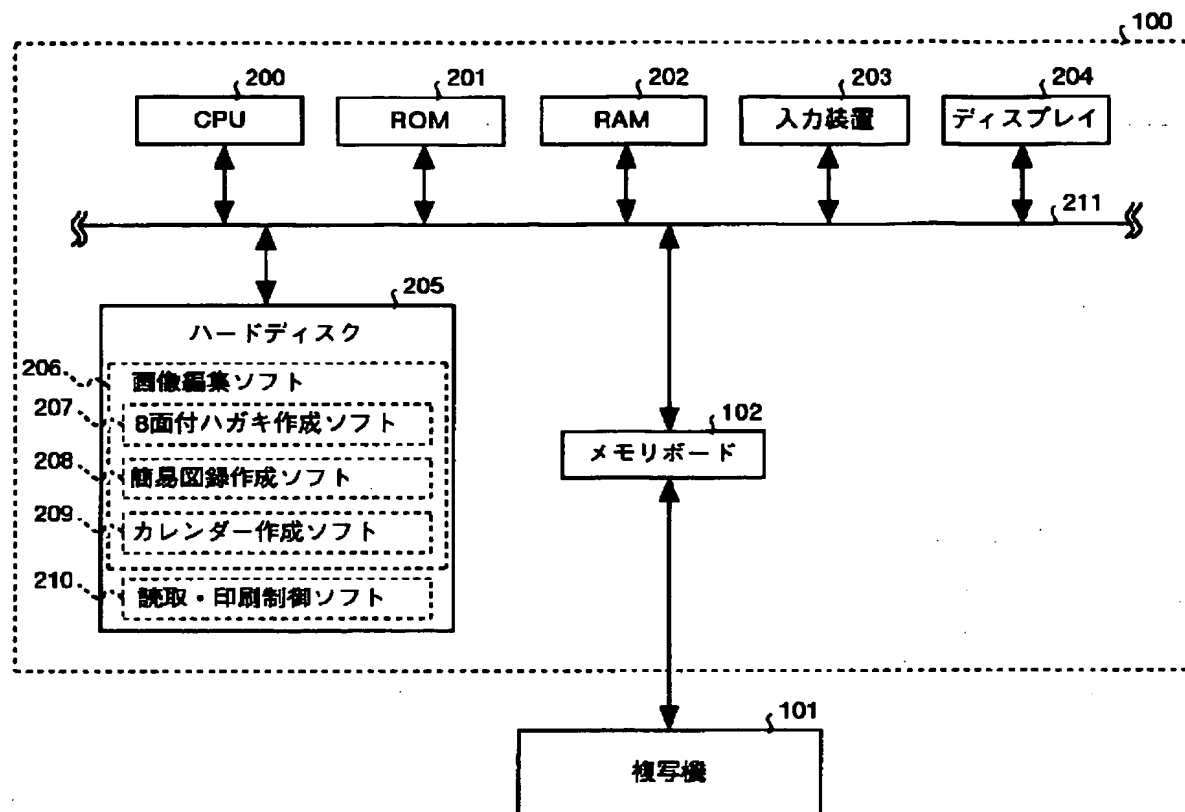 100
200
201
202
203
204
CPU
ROM
RAM
入力装置
ディスプレイ
211
205
ハードディスク
206
画像編集ソフト
207
8面付ハガキ作成ソフト
208
簡易図録作成ソフト
209
カレンダー作成ソフト
210
読取・印刷制御ソフト
102
メモリボード
101
複写機